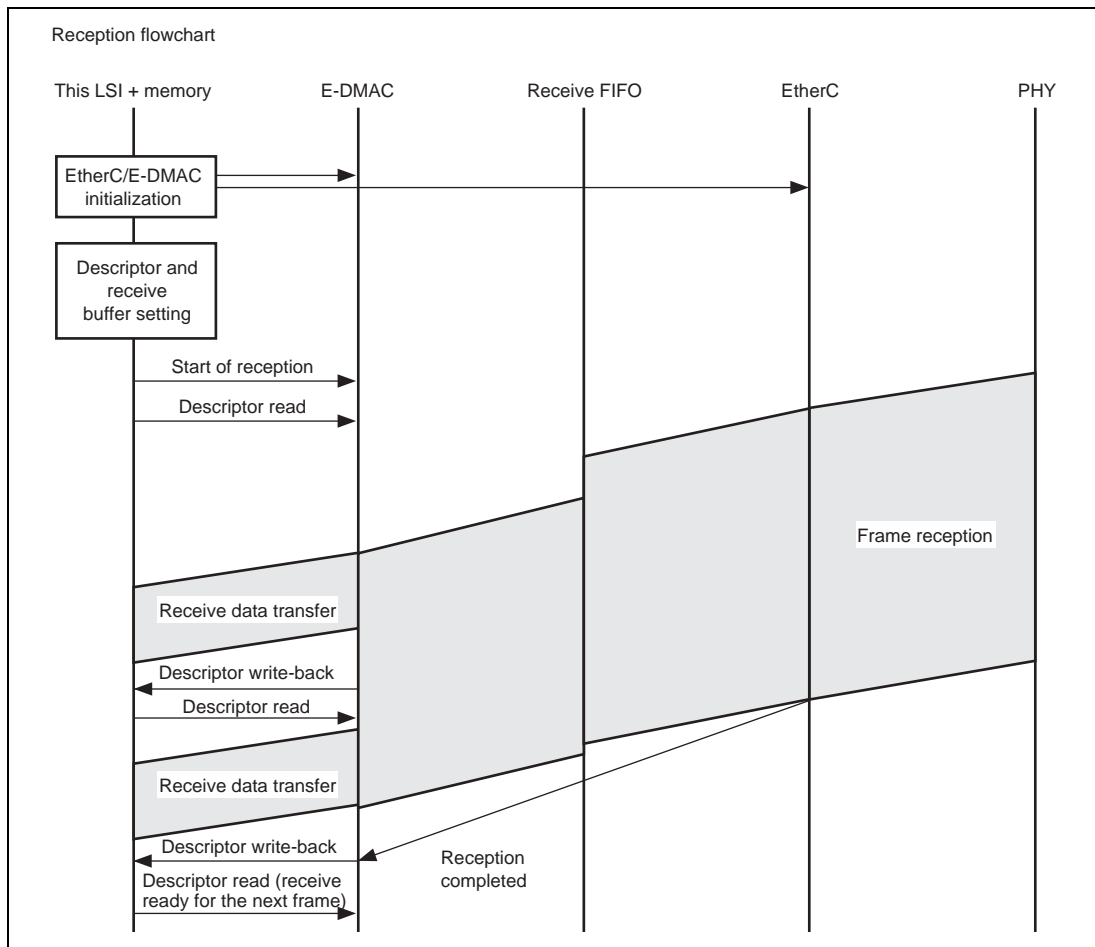 Reception flowchart
This LSI + memory
E-DMAC
Receive FIFO
EtherC
PHY
EtherC/E-DMAC
initialization
Descriptor and
receive
buffer setting
Start of reception
Descriptor read
Frame reception
Receive data transfer
Descriptor write-back
Descriptor read
Receive data transfer
Descriptor write-back
Reception
completed
Descriptor read (receive
ready for the next frame)